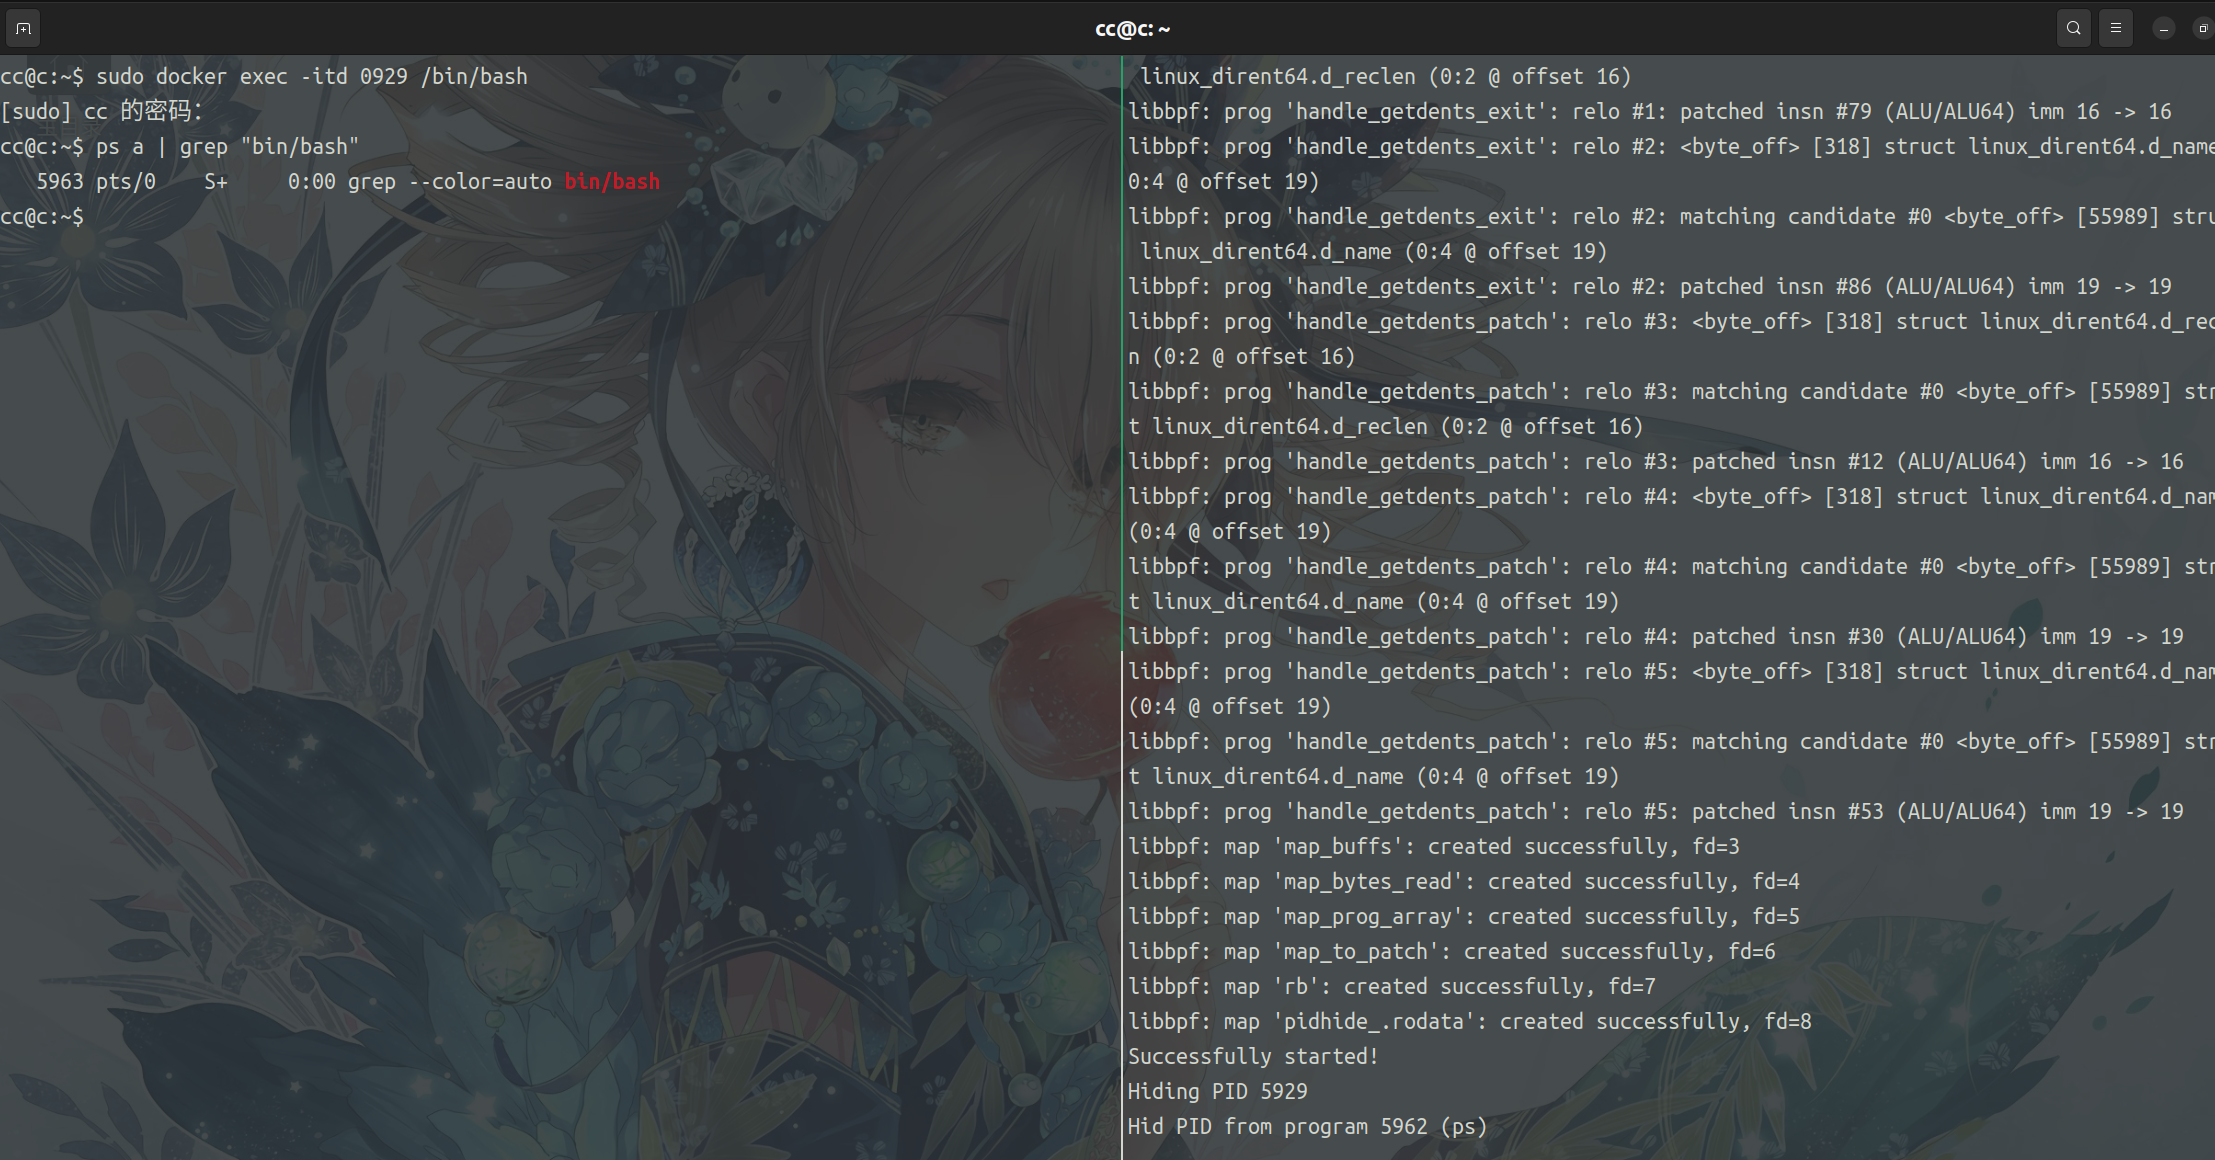 cc@c: ~
cc@c:~$ sudo docker exec -itd 0929 /bin/bash
[sudo] cc 的密码：
cc@c:~$ ps a | grep "bin/bash"
5963 pts/0 S+ 0:00 grep --color=auto bin/bash
cc@c:~$
linux_dirent64.d_reclen (0:2 @ offset 16)
libbpf: prog 'handle_getdents_exit': relo #1: patched insn #79 (ALU/ALU64) imm 16 -> 16
libbpf: prog 'handle_getdents_exit': relo #2: <byte_off> [318] struct linux_dirent64.d_name
0:4 @ offset 19)
libbpf: prog 'handle_getdents_exit': relo #2: matching candidate #0 <byte_off> [55989] stru
linux_dirent64.d_name (0:4 @ offset 19)
libbpf: prog 'handle_getdents_exit': relo #2: patched insn #86 (ALU/ALU64) imm 19 -> 19
libbpf: prog 'handle_getdents_patch': relo #3: <byte_off> [318] struct linux_dirent64.d_rec
n (0:2 @ offset 16)
libbpf: prog 'handle_getdents_patch': relo #3: matching candidate #0 <byte_off> [55989] str
t linux_dirent64.d_reclen (0:2 @ offset 16)
libbpf: prog 'handle_getdents_patch': relo #3: patched insn #12 (ALU/ALU64) imm 16 -> 16
libbpf: prog 'handle_getdents_patch': relo #4: <byte_off> [318] struct linux_dirent64.d_nam
(0:4 @ offset 19)
libbpf: prog 'handle_getdents_patch': relo #4: matching candidate #0 <byte_off> [55989] str
t linux_dirent64.d_name (0:4 @ offset 19)
libbpf: prog 'handle_getdents_patch': relo #4: patched insn #30 (ALU/ALU64) imm 19 -> 19
libbpf: prog 'handle_getdents_patch': relo #5: <byte_off> [318] struct linux_dirent64.d_nam
(0:4 @ offset 19)
libbpf: prog 'handle_getdents_patch': relo #5: matching candidate #0 <byte_off> [55989] str
t linux_dirent64.d_name (0:4 @ offset 19)
libbpf: prog 'handle_getdents_patch': relo #5: patched insn #53 (ALU/ALU64) imm 19 -> 19
libbpf: map 'map_buffs': created successfully, fd=3
libbpf: map 'map_bytes_read': created successfully, fd=4
libbpf: map 'map_prog_array': created successfully, fd=5
libbpf: map 'map_to_patch': created successfully, fd=6
libbpf: map 'rb': created successfully, fd=7
libbpf: map 'pidhide_.rodata': created successfully, fd=8
Successfully started!
Hiding PID 5929
Hid PID from program 5962 (ps)